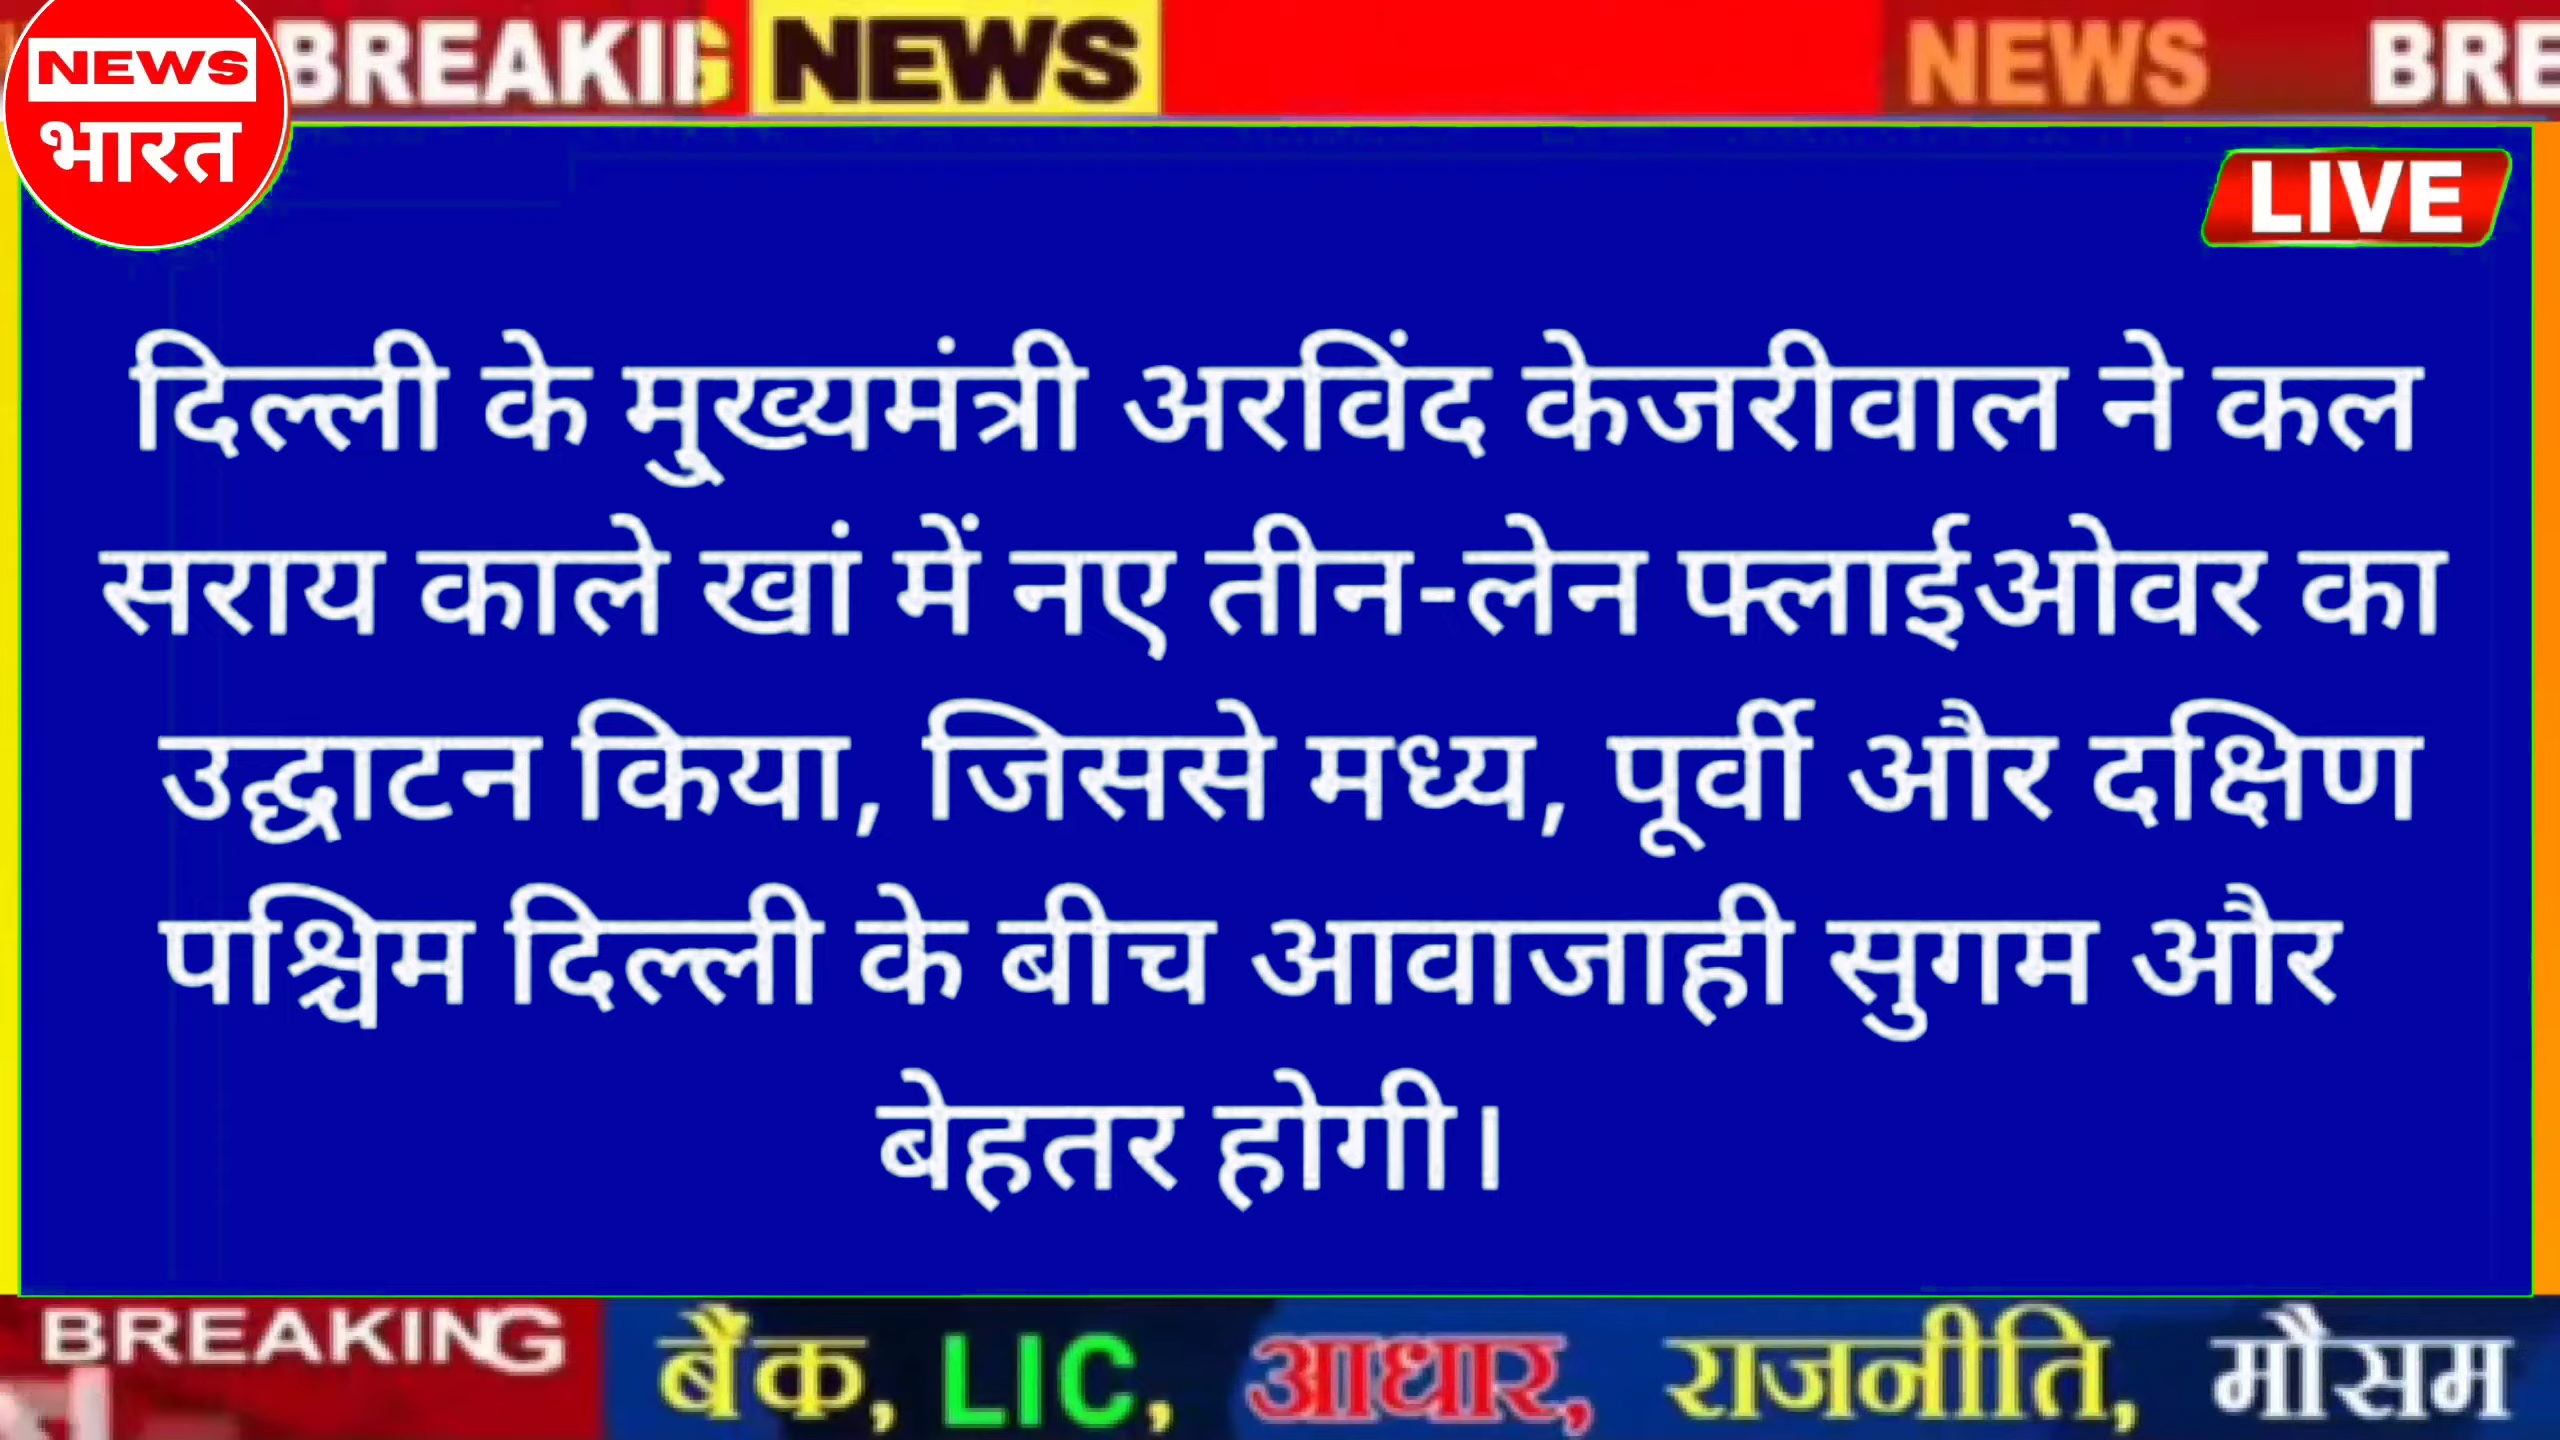 BREAKING NEWS NEWS BRE
NEWS
भारत
LIVE
दिल्ली के मुख्यमंत्री अरविंद केजरीवाल ने कल
सराय काले खां में नए तीन-लेन फ्लाईओवर का
उद्घाटन किया, जिससे मध्य, पूर्वी और दक्षिण
पश्चिम दिल्ली के बीच आवाजाही सुगम और
बेहतर होगी।
BREAKING
बैंक, LIC, आधार, राजनीति, मौसम